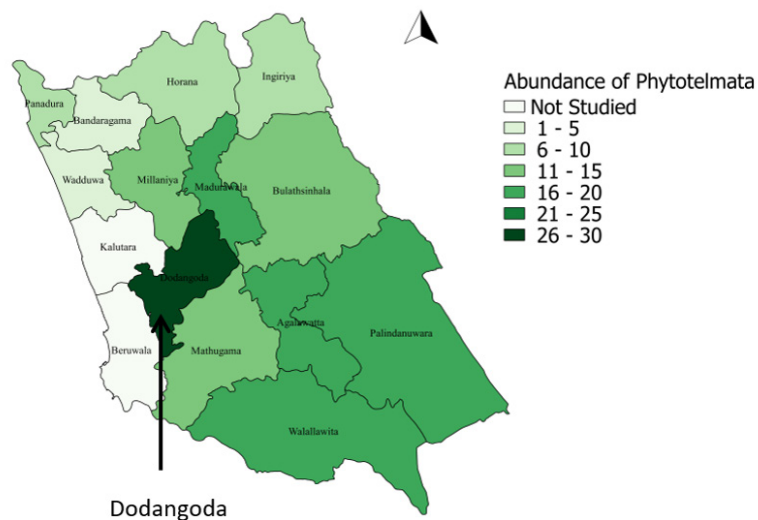 Horana
Ingiriya
Panadura
Bandaragama
Wadduwa
Millaniya
Madurawala
Bulathsinhala
Kalutara
Dodangoda
Agalawatta
Palindanuwara
Beruwala
Mathugama
Walallawita
Dodangoda
Abundance of Phytotelmata
Not Studied
1 - 5
6 - 10
11 - 15
16 - 20
21 - 25
26 - 30